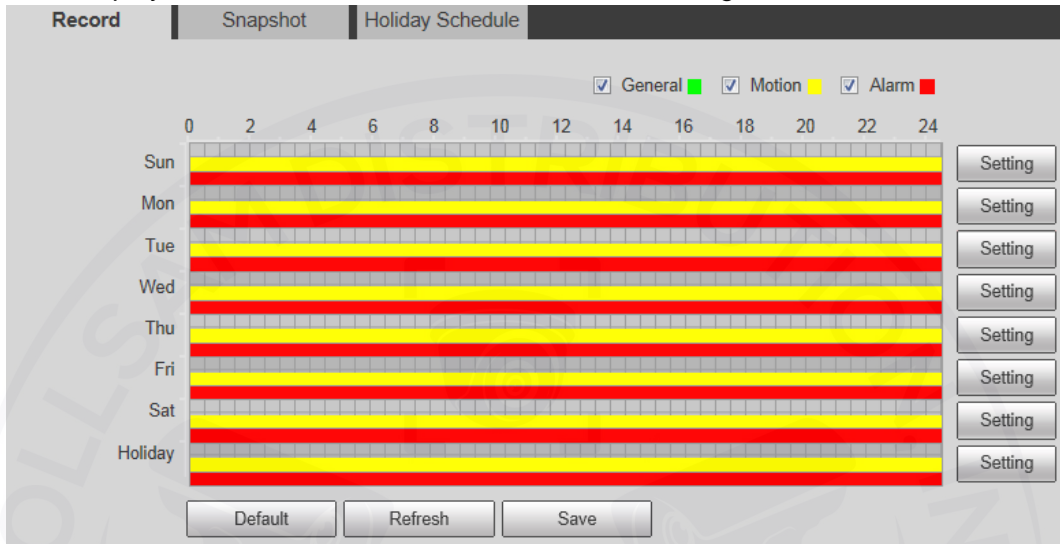 Record Snapshot Holiday Schedule
General Motion Alarm
0 2 4 6 8 10 12 14 16 18 20 22 24
Sun Setting
Mon Setting
Tue Setting
Wed Setting
Thu Setting
Fri Setting
Sat Setting
Holiday Setting
Default Refresh Save